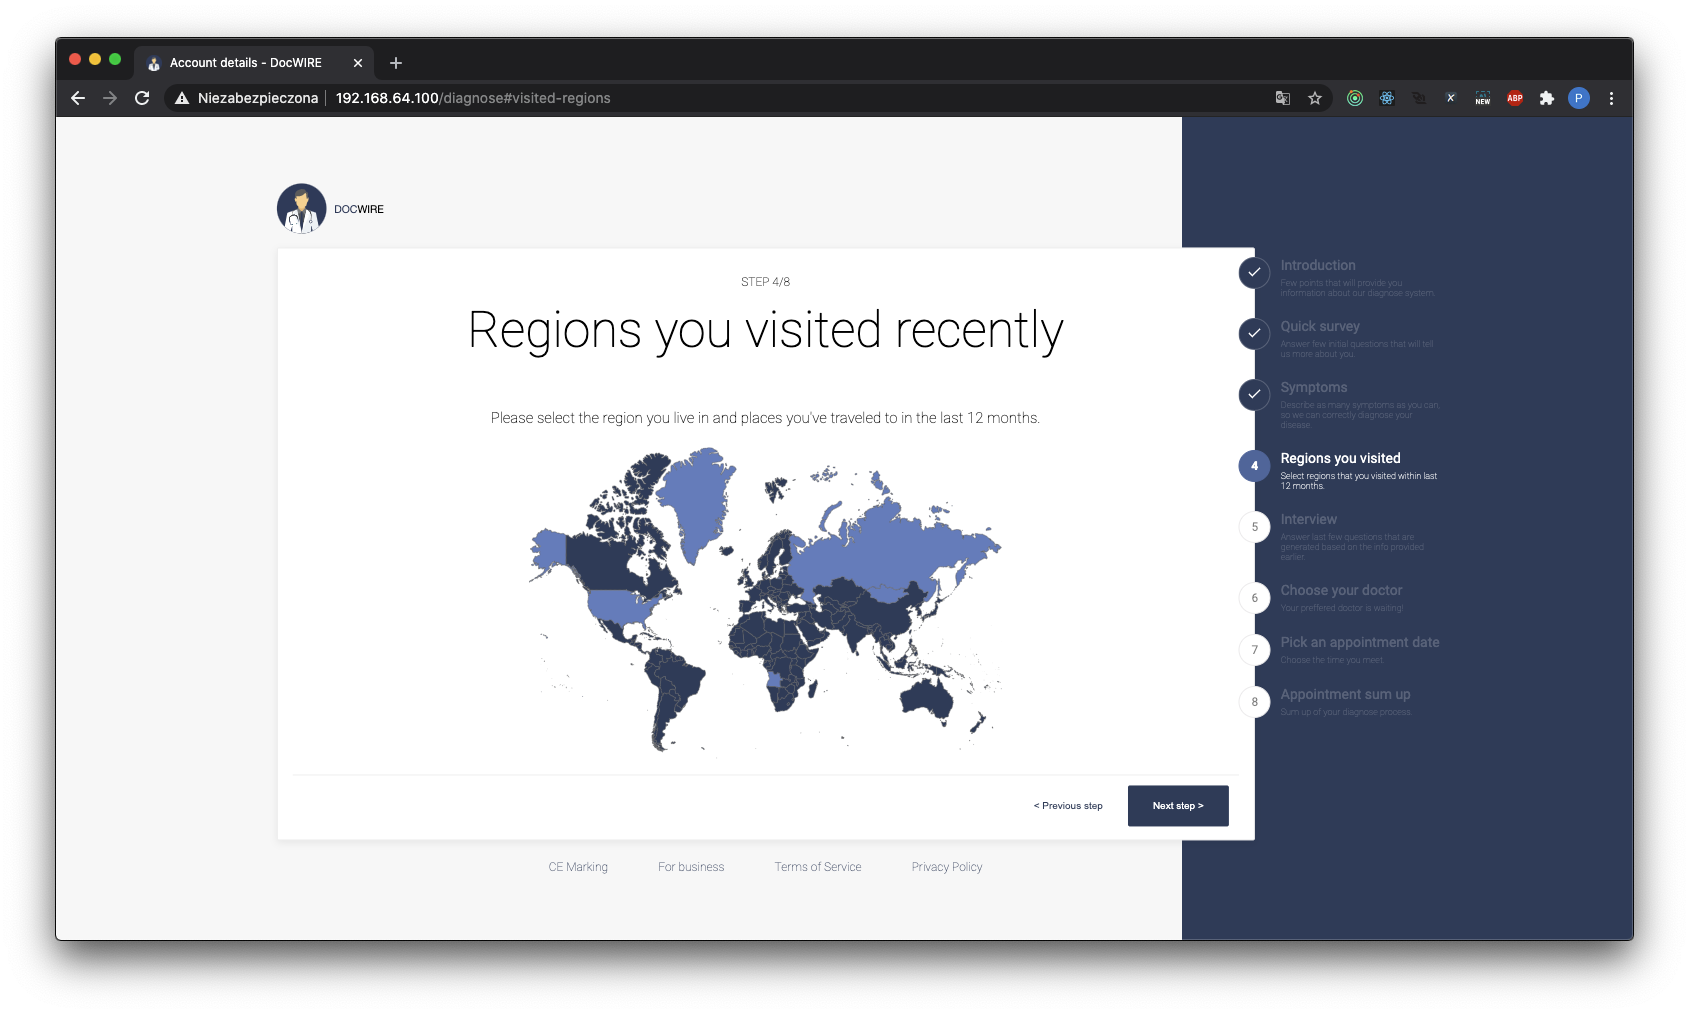 Account details - DocWIRE
Niezabezpieczona
192.168.64.100/diagnose#visited-regions
NEW
ABP
P
DOCWIRE
STEP 4/8
Regions you visited recently
Please select the region you live in and places you've traveled to in the last 12 months.
< Previous step
Next step >
Introduction
Few points that will provide you
information about our diagnose system.
Quick survey
Answer few initial questions that will tell
us more about you.
Symptoms
Describe as many symptoms as you can,
so we can correctly diagnose your
disease.
4
Regions you visited
Select regions that you visited within last
12 months.
5
Interview
Answer last few questions that are
generated based on the info provided
earlier.
6
Choose your doctor
Your preffered doctor is waiting!
7
Pick an appointment date
Choose the time you meet.
8
Appointment sum up
Sum up of your diagnose process.
CE Marking
For business
Terms of Service
Privacy Policy